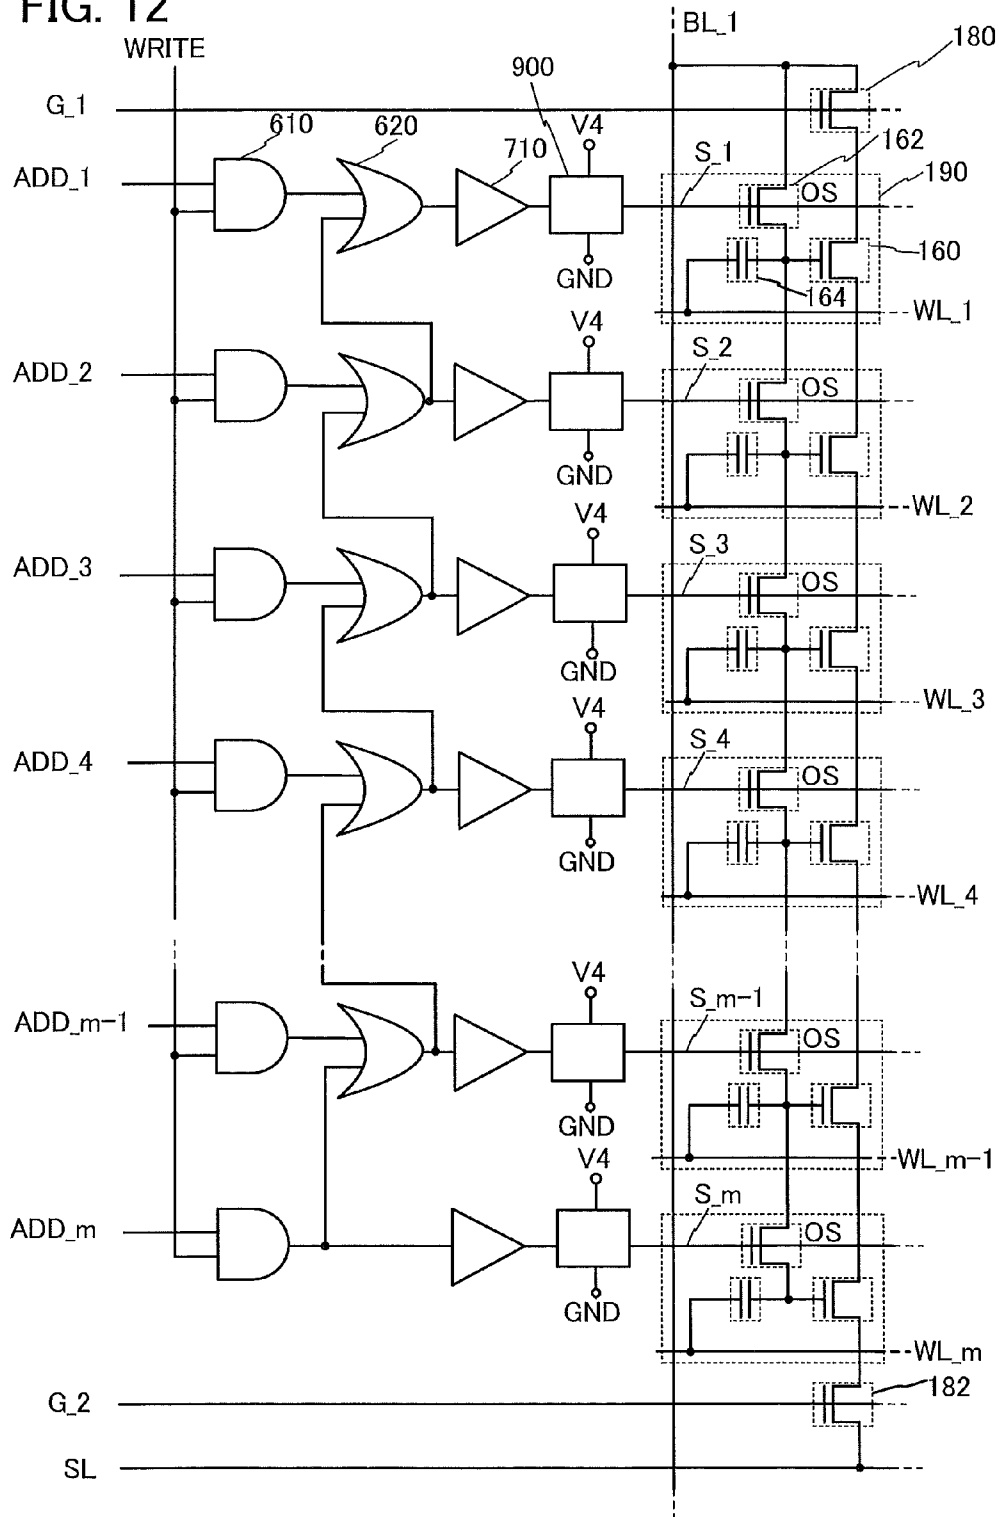 FIG. 12
WRITE
BL_1
180
G_1
900
610
620
V4
162
ADD_1
710
S_1
OS
190
160
GND
164
WL_1
V4
ADD_2
S_2
OS
GND
WL_2
V4
ADD_3
S_3
OS
GND
WL_3
V4
ADD_4
S_4
OS
GND
WL_4
V4
ADD_m-1
S_m-1
OS
GND
WL_m-1
V4
ADD_m
S_m
OS
GND
WL_m
G_2
182
SL